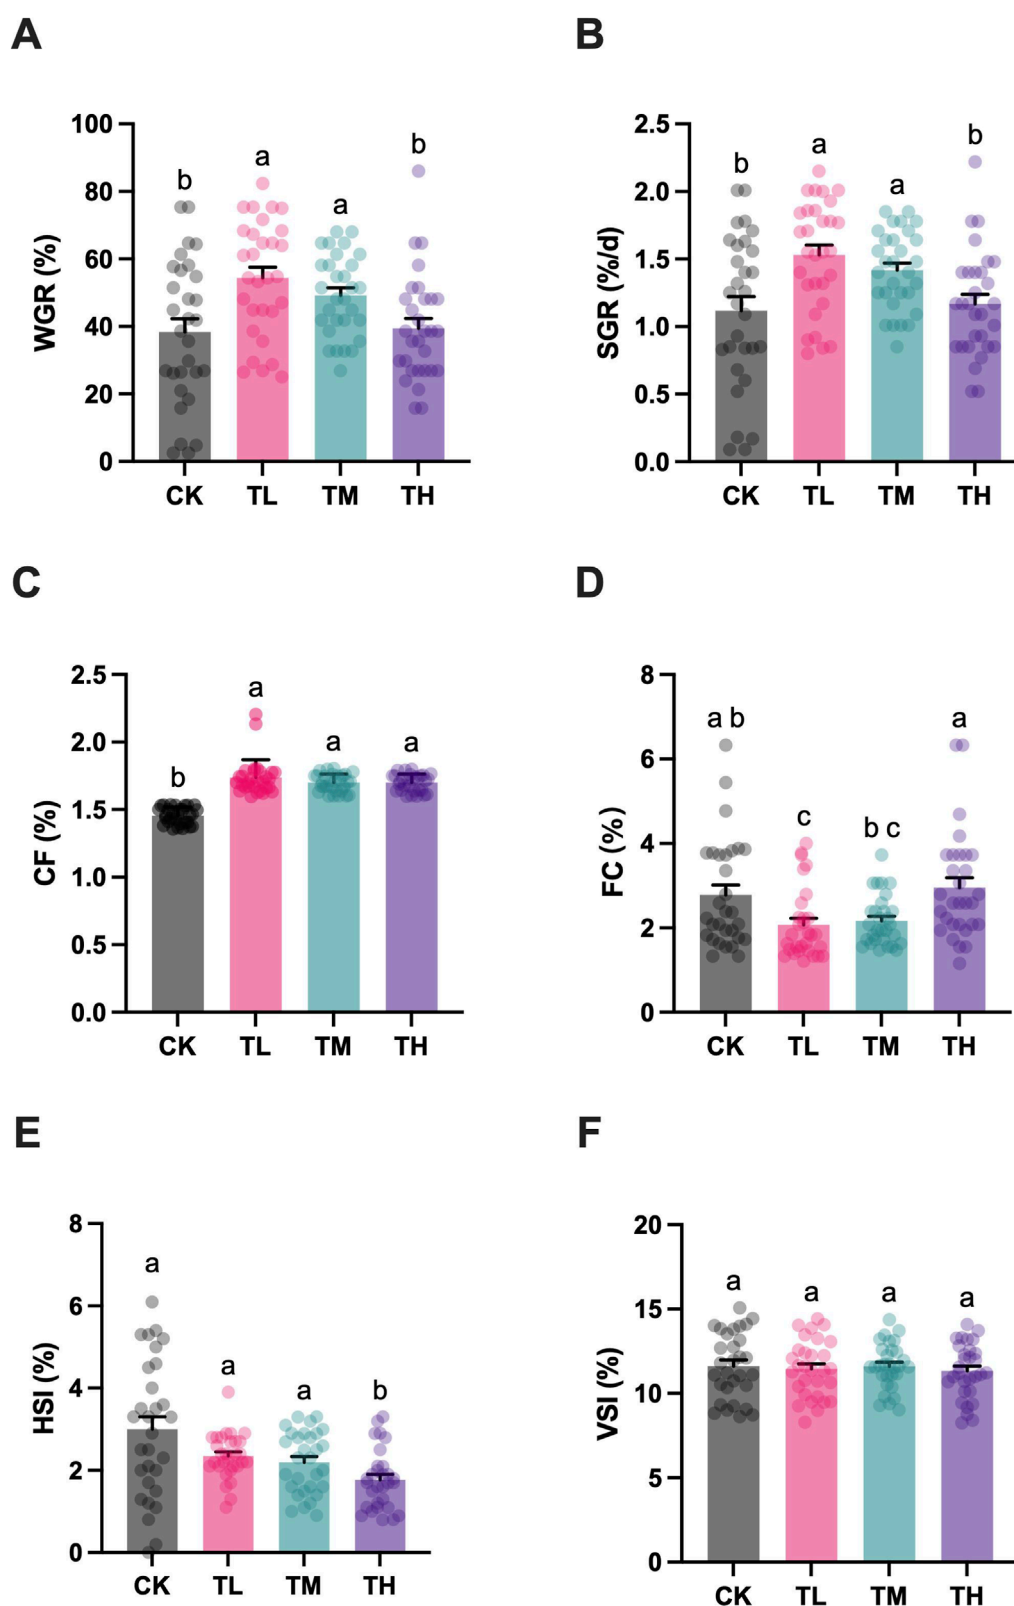 A
WGR (%)
100
80
60
40
20
0
b
a
a
b
CK TL TM TH
B
SGR (%/d)
2.5
2.0
1.5
1.0
0.5
0.0
b
a
a
b
CK TL TM TH
C
CF (%)
2.5
2.0
1.5
1.0
0.5
0.0
b
a
a
a
CK TL TM TH
D
FC (%)
8
6
4
2
0
a b
c
b c
a
CK TL TM TH
E
HSI (%)
8
6
4
2
0
a
a
a
b
CK TL TM TH
F
VSI (%)
20
15
10
5
0
a
a
a
a
CK TL TM TH